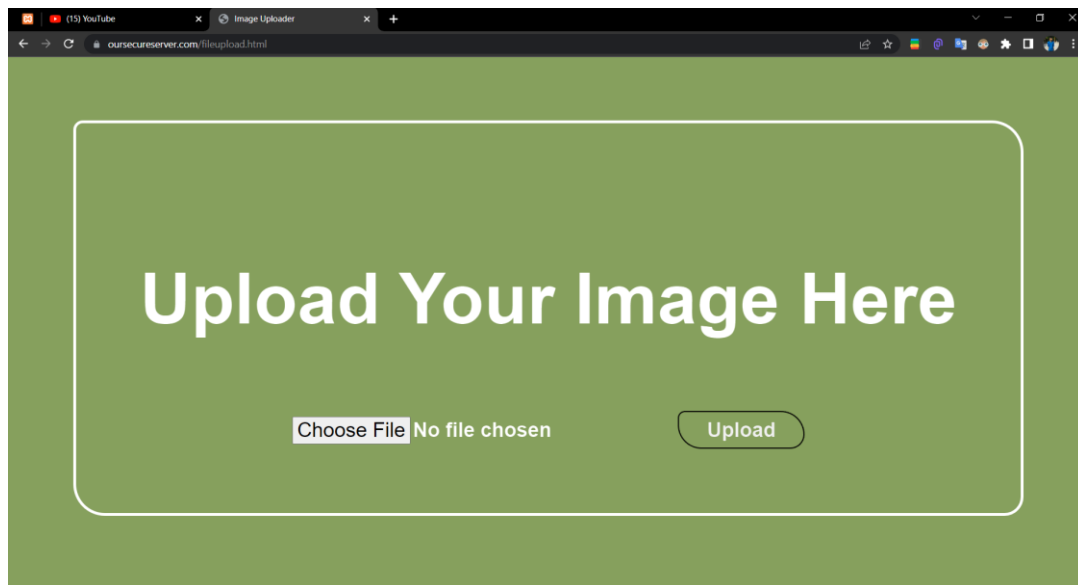 (15) YouTube
Image Uploader
oursecureserver.com/fileupload.html
Upload Your Image Here
Choose File No file chosen
Upload